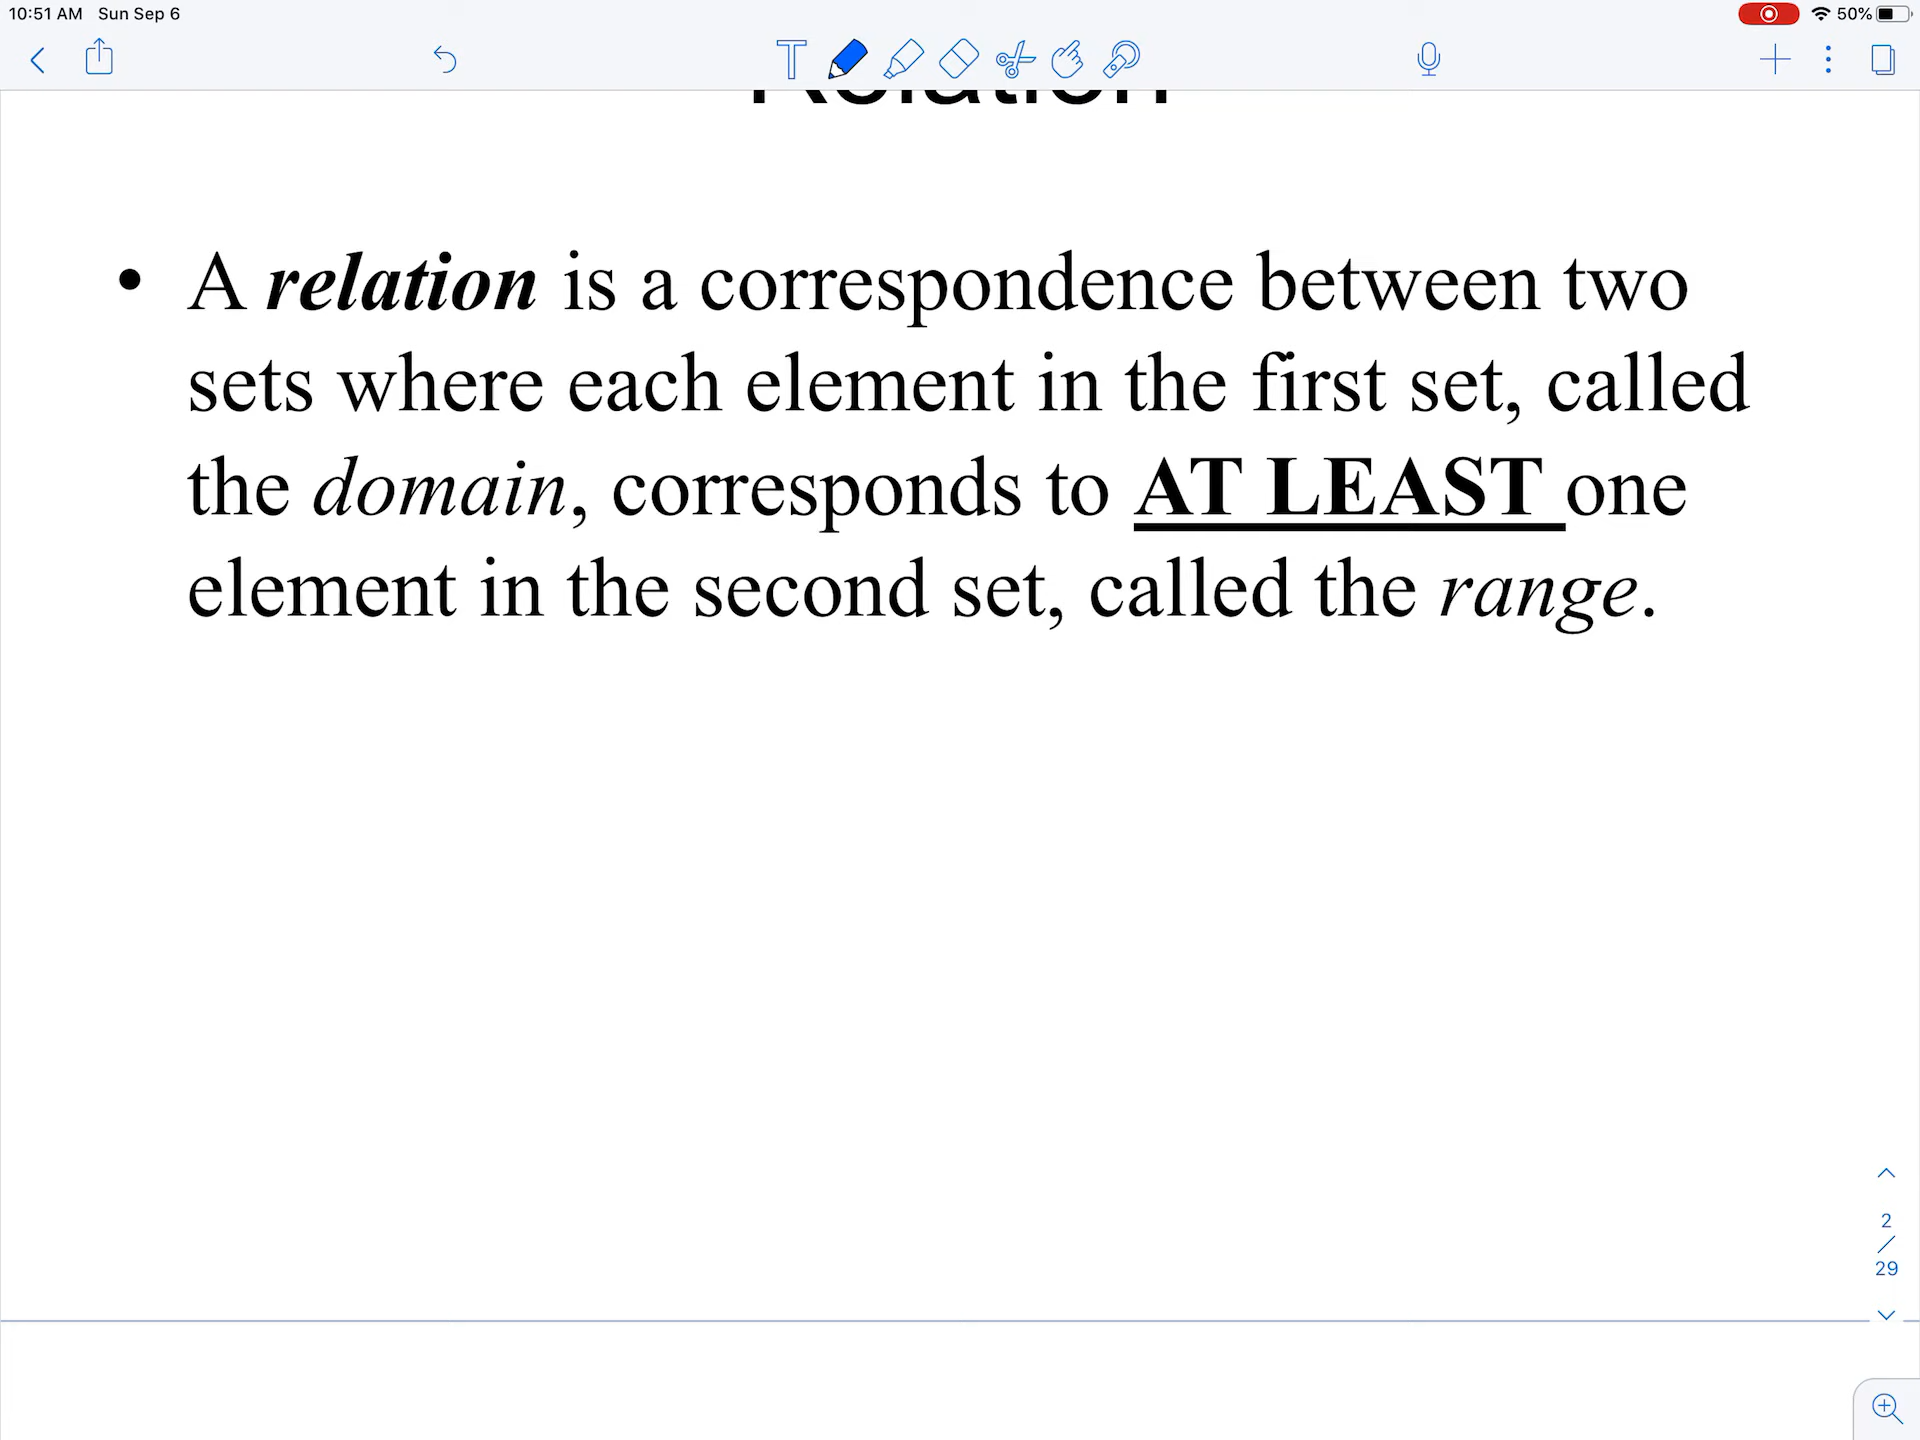 10:51 AM Sun Sep 6
50%
Relation
• A relation is a correspondence between two
sets where each element in the first set, called
the domain, corresponds to AT LEAST one
element in the second set, called the range.
2
/
29